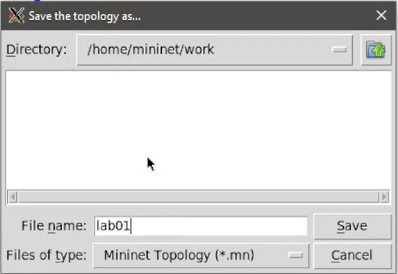 Save the topology as...
Directory: /home/mininet/work
File name: lab01 Save
Files of type: Mininet Topology (*.mn) Cancel